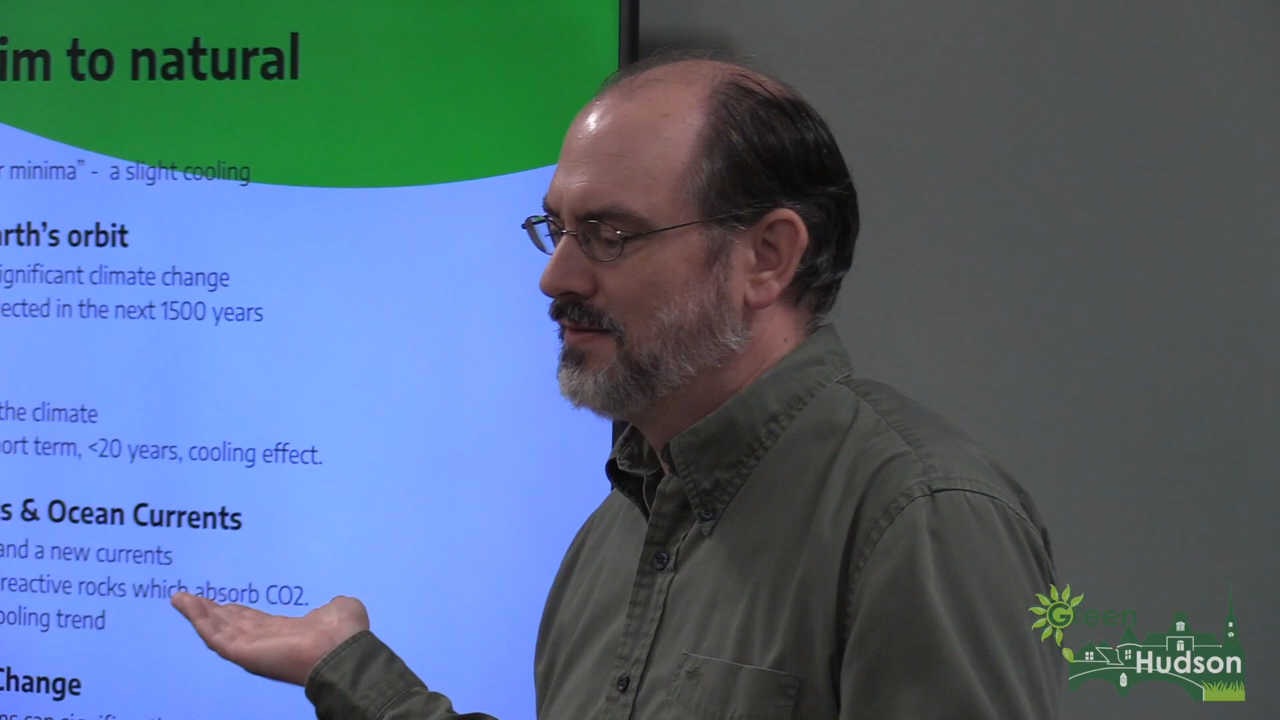 im to natural
r minima" - a slight cooling
arth's orbit
ignificant climate change
ected in the next 1500 years
the climate
ort term, <20 years, cooling effect.
s & Ocean Currents
and a new currents
reactive rocks which absorb CO2.
ooling trend
Change
Green
Hudson